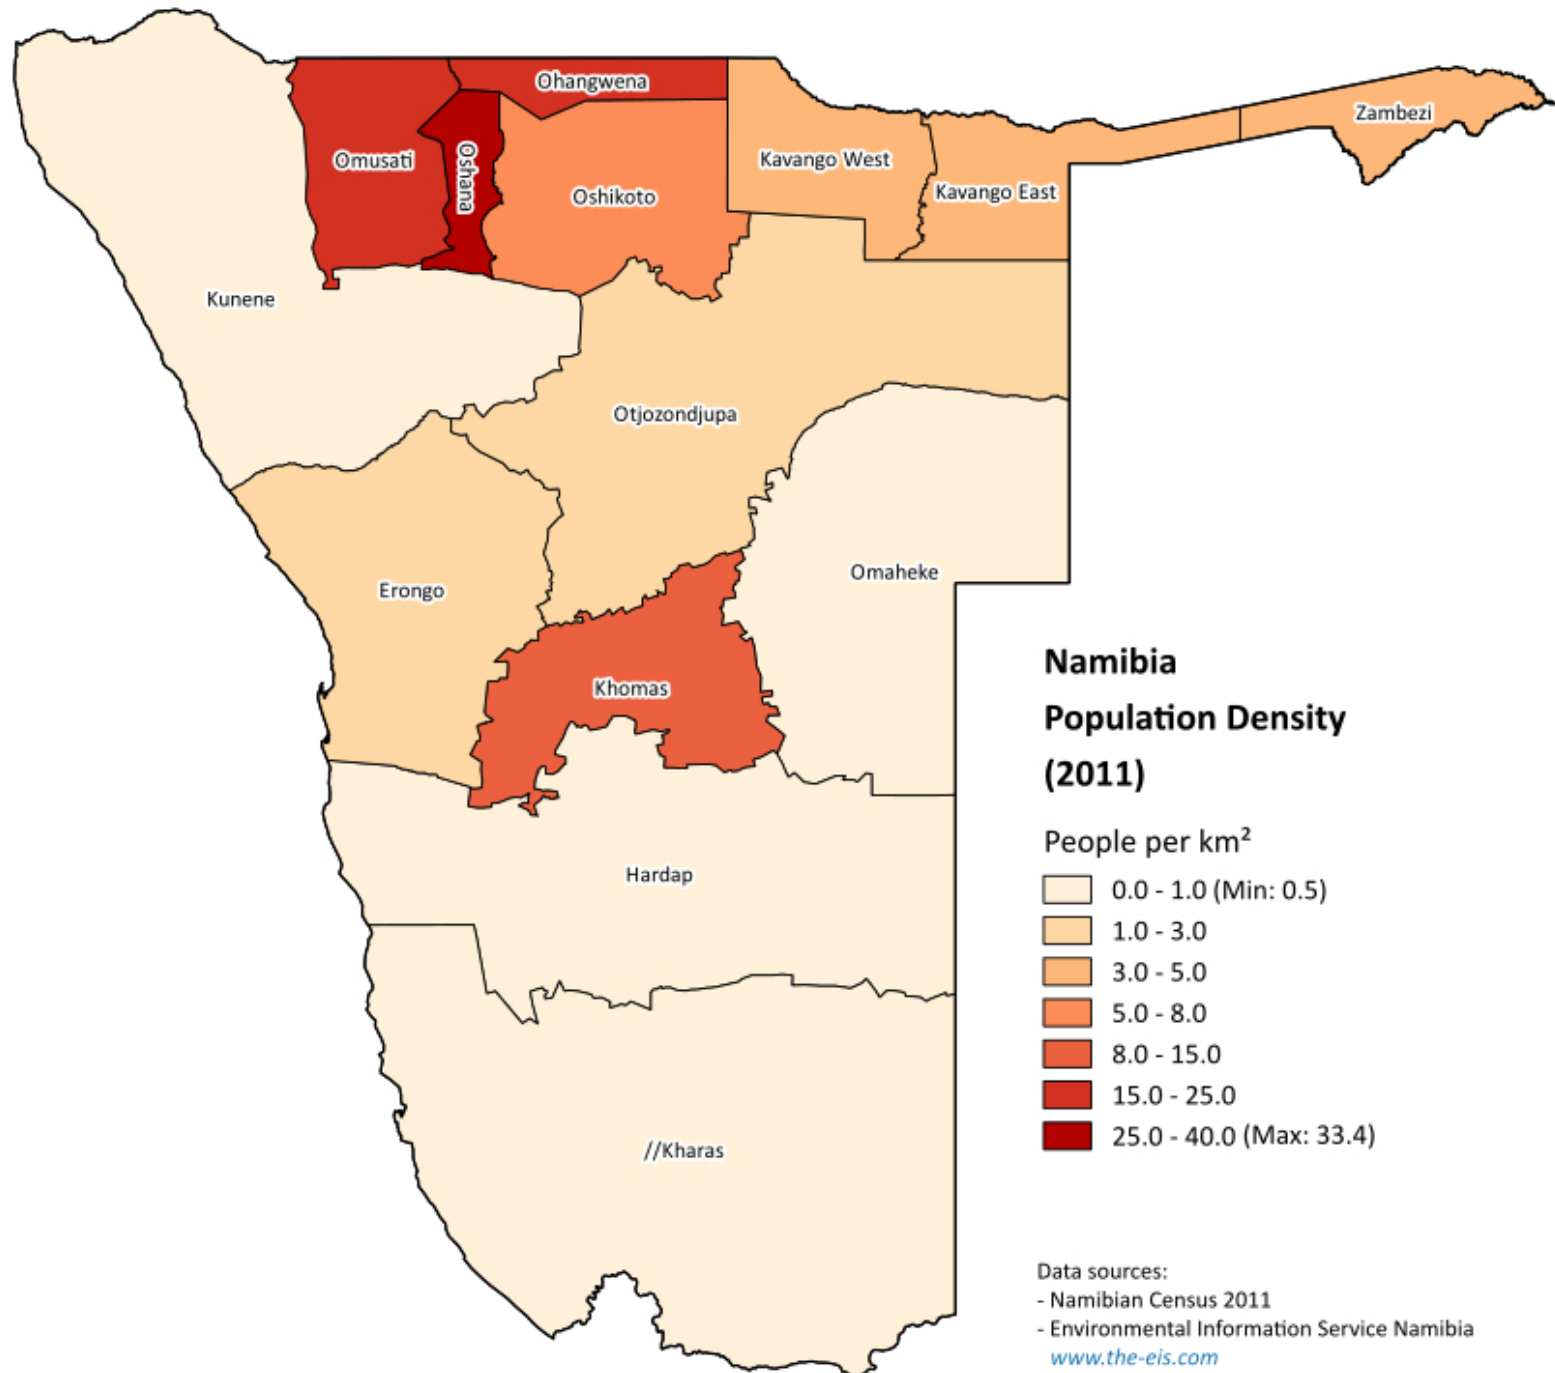 Ohangwena
Zambezi
Omusati
Oshana
Kavango West
Oshikoto
Kavango East
Kunene
Otjozondjupa
Omaheke
Erongo
Khomas
Hardap
//Kharas
Namibia
Population Density
(2011)
People per km²
0.0 - 1.0 (Min: 0.5)
1.0 - 3.0
3.0 - 5.0
5.0 - 8.0
8.0 - 15.0
15.0 - 25.0
25.0 - 40.0 (Max: 33.4)
Data sources:
- Namibian Census 2011
- Environmental Information Service Namibia
www.the-eis.com